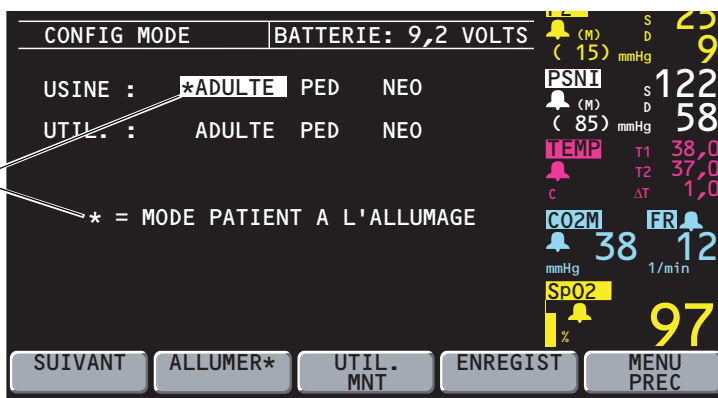 CONFIG MODE BATTERIE: 9,2 VOLTS
USINE : *ADULTE PED NEO
UTIL. : ADULTE PED NEO
* = MODE PATIENT A L'ALLUMAGE
S 25
(M) D
( 15) mmHg 9
PSNI S 122
(M) D
( 85) mmHg 58
TEMP T1 38,0
T2 37,0
C ΔT 1,0
CO2M FR
38 12
mmHg 1/min
SpO2
% 97
SUIVANT ALLUMER* UTIL. MNT ENREGIST MENU PREC